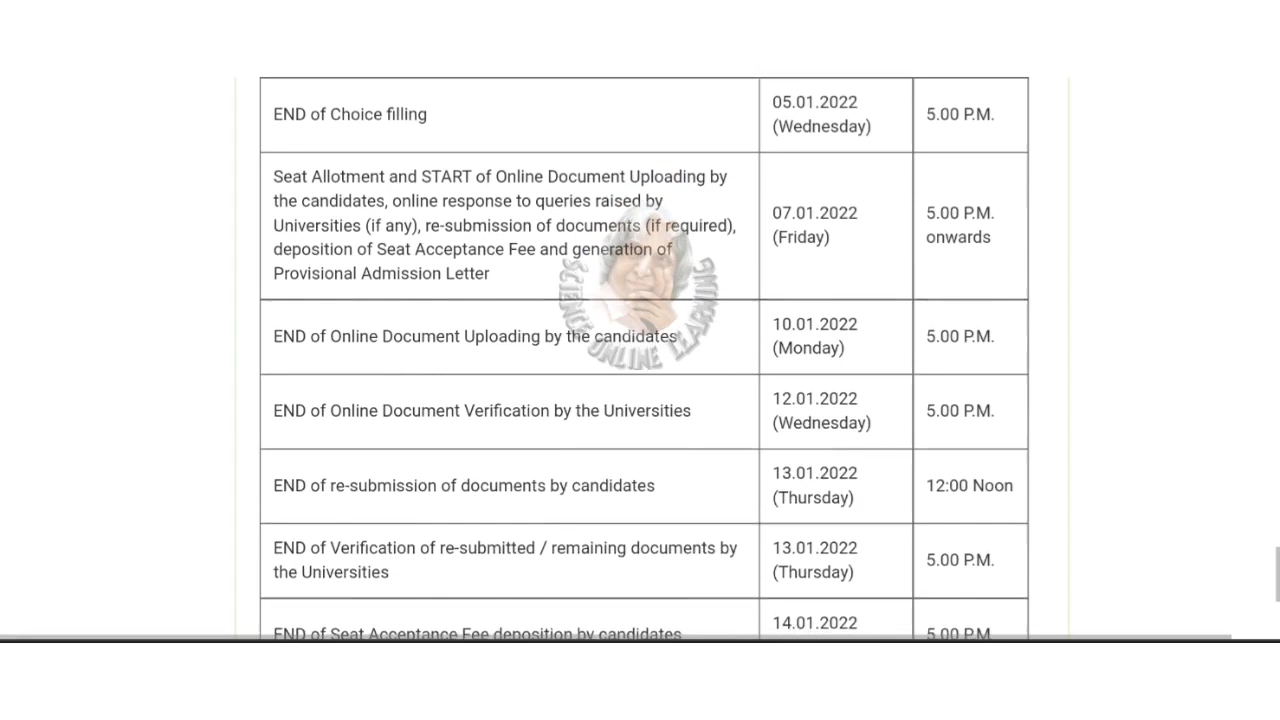 END of Choice filling
05.01.2022
(Wednesday)
5.00 P.M.
Seat Allotment and START of Online Document Uploading by
the candidates, online response to queries raised by
Universities (if any), re-submission of documents (if required),
deposition of Seat Acceptance Fee and generation of
Provisional Admission Letter
07.01.2022
(Friday)
5.00 P.M.
onwards
END of Online Document Uploading by the candidates
10.01.2022
(Monday)
5.00 P.M.
END of Online Document Verification by the Universities
12.01.2022
(Wednesday)
5.00 P.M.
END of re-submission of documents by candidates
13.01.2022
(Thursday)
12:00 Noon
END of Verification of re-submitted / remaining documents by
the Universities
13.01.2022
(Thursday)
5.00 P.M.
END of Seat Acceptance Fee deposition by candidates
14.01.2022
5.00 P.M.
SCIENCE ONLINE LEARNING